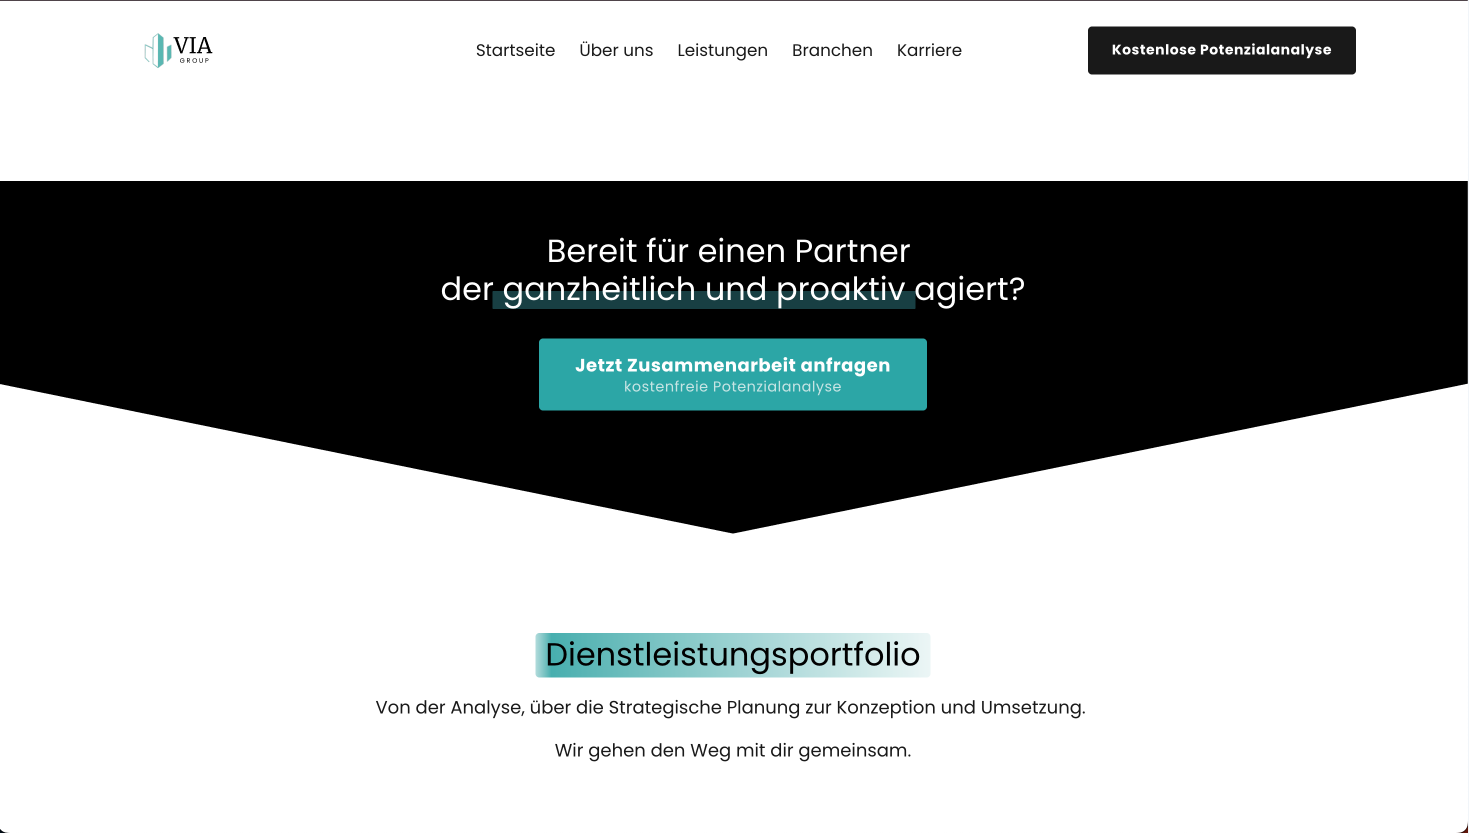 VIA
GROUP
Startseite
Über uns
Leistungen
Branchen
Karriere
Kostenlose Potenzialanalyse
Bereit für einen Partner
der ganzheitlich und proaktiv agiert?
Jetzt Zusammenarbeit anfragen
kostenfreie Potenzialanalyse
Dienstleistungsportfolio
Von der Analyse, über die Strategische Planung zur Konzeption und Umsetzung.
Wir gehen den Weg mit dir gemeinsam.